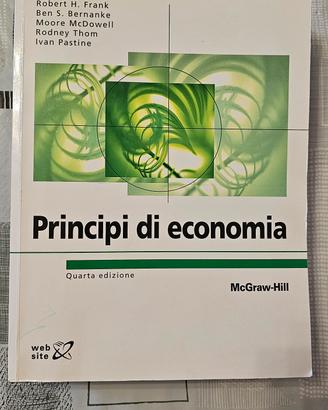 Robert H. Frank
Ben S. Bernanke
Moore McDowell
Rodney Thom
Ivan Pastine
Principi di economia
Quarta edizione
McGraw-Hill
web
site